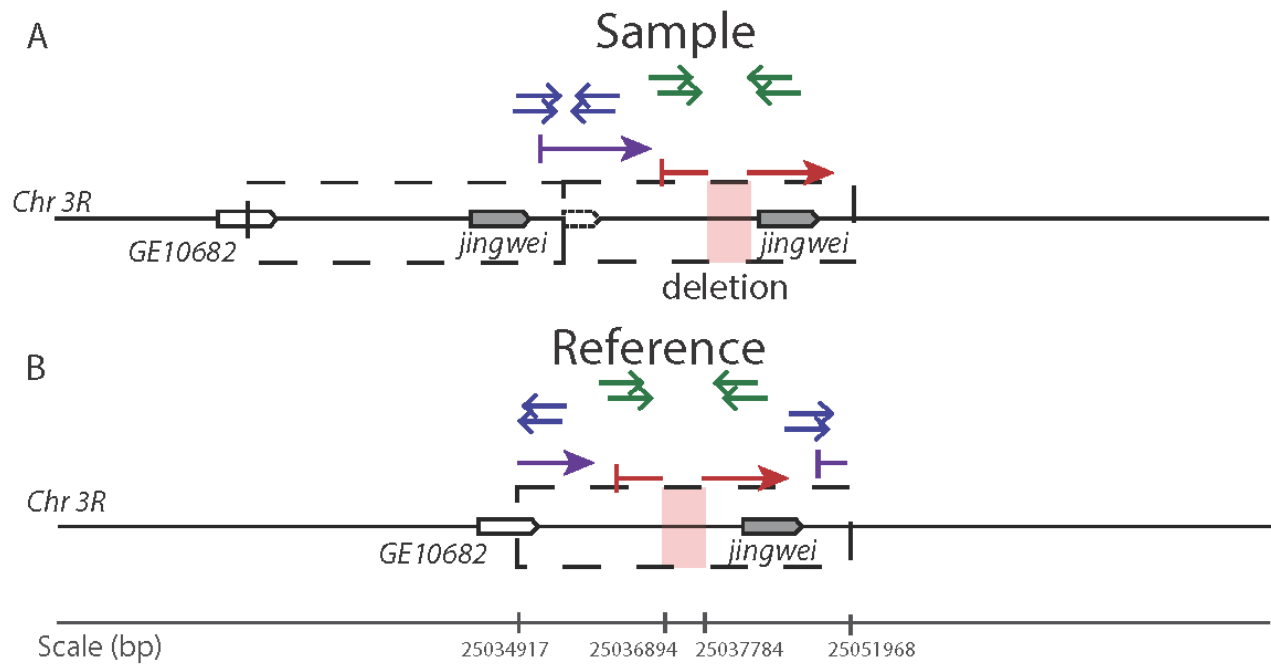 A
Sample
Chr 3R
GE10682
jingwei
jingwei
deletion
B
Reference
Chr 3R
GE10682
jingwei
Scale (bp)
25034917
25036894
25037784
25051968